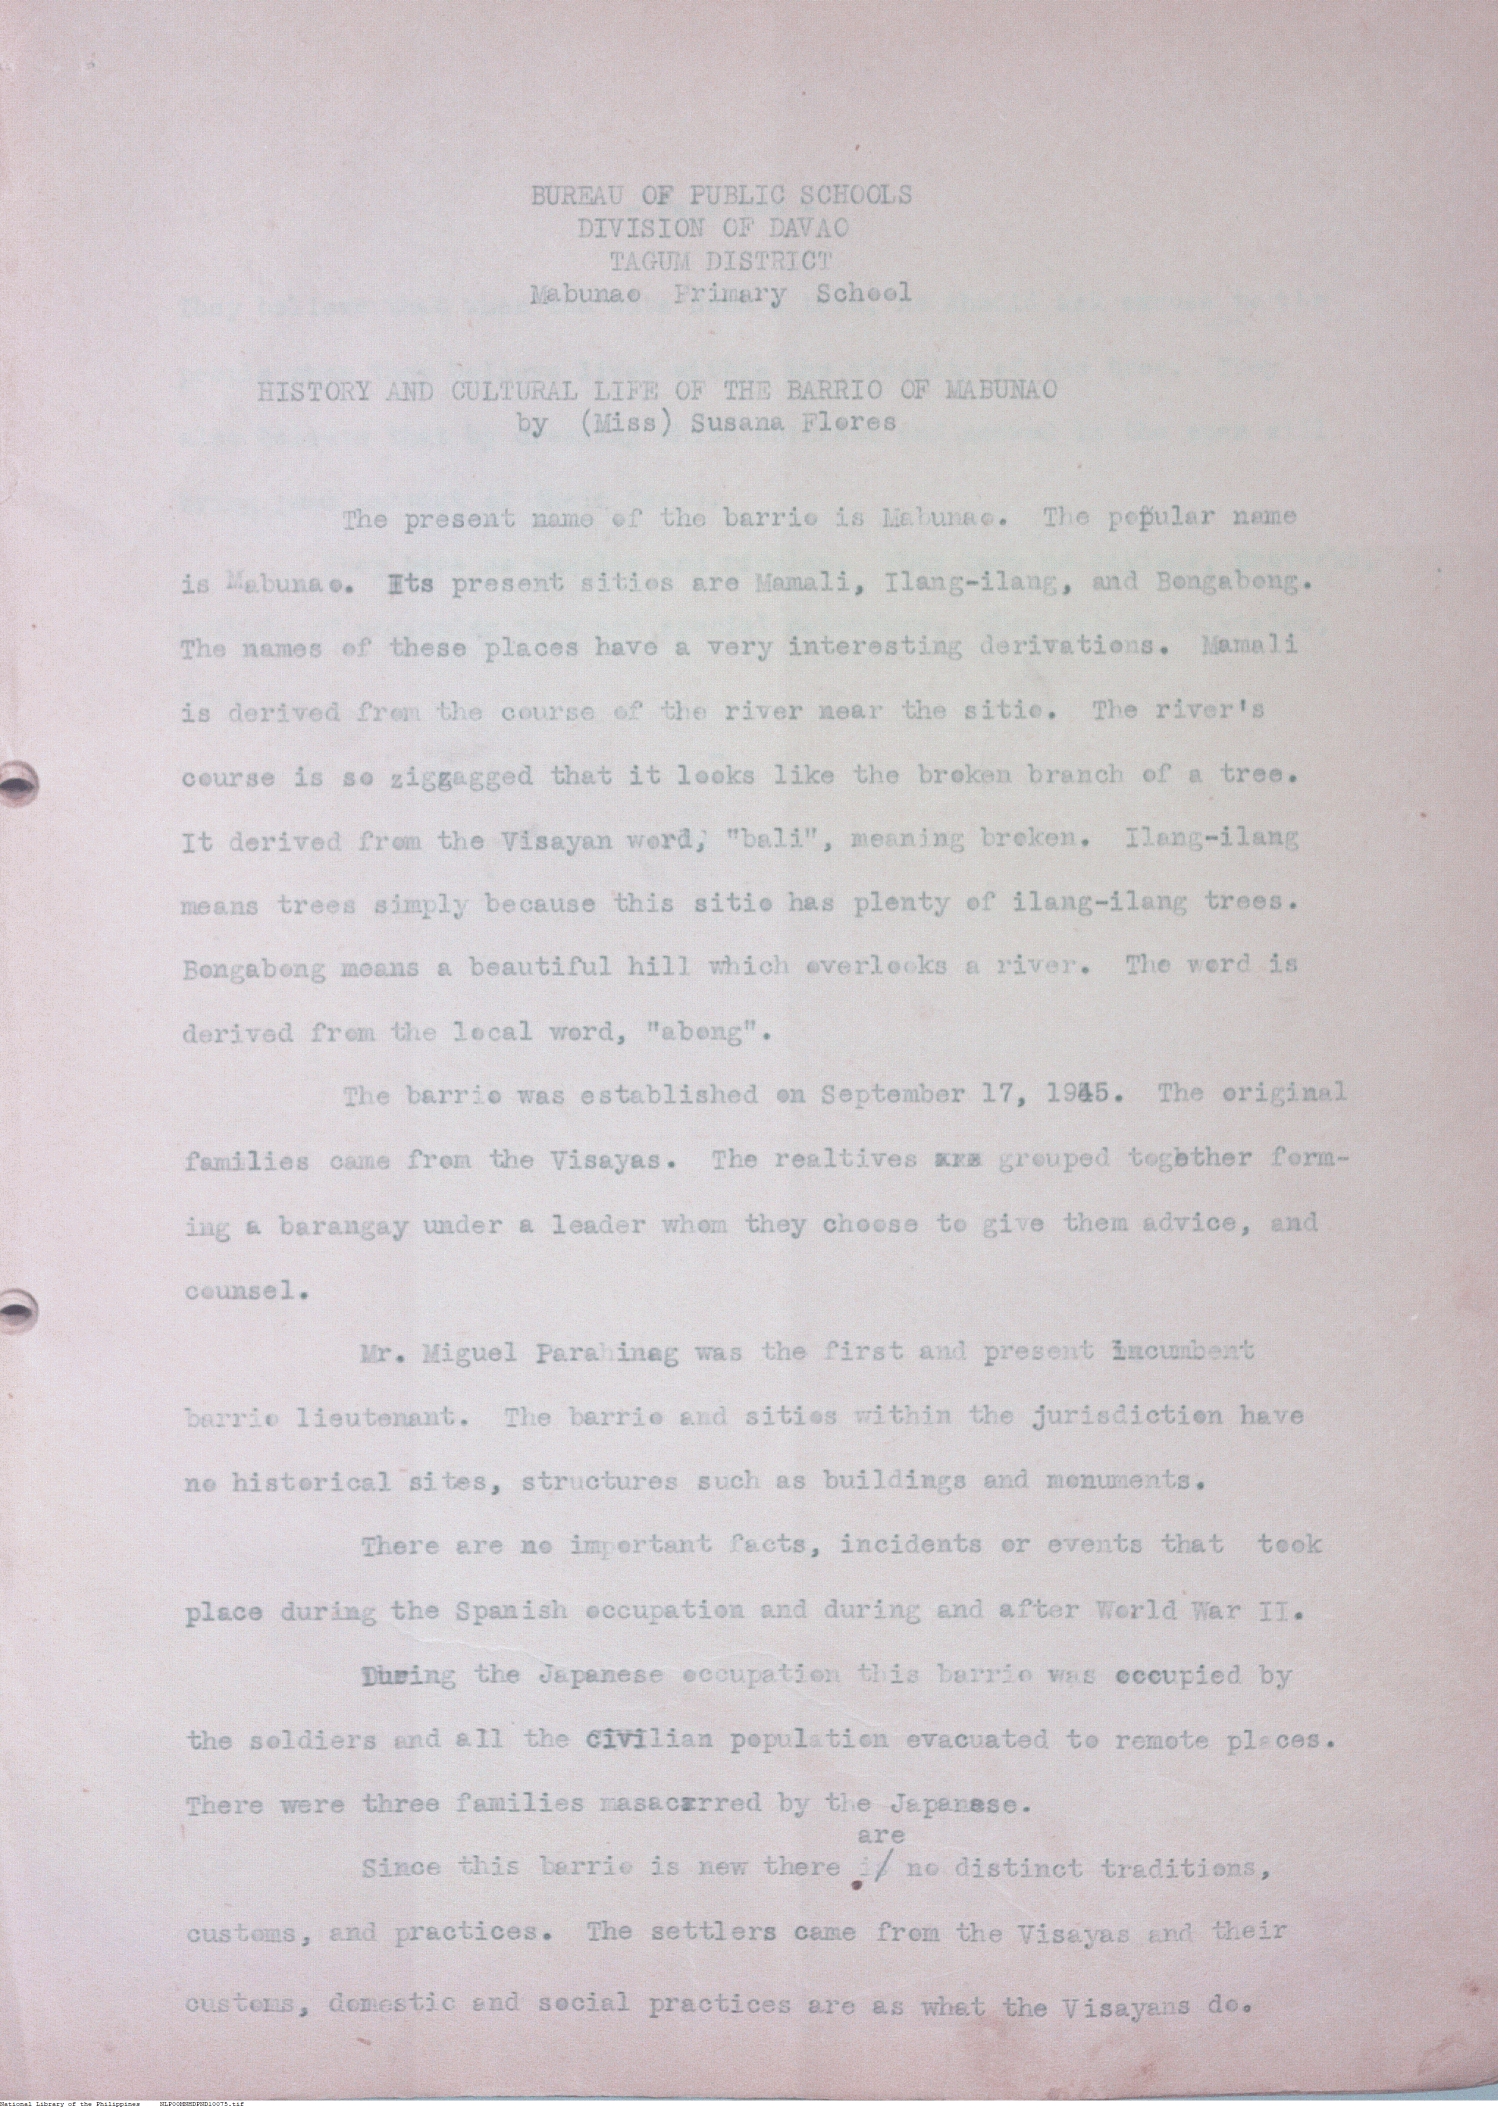 BUREAU OF PUBLIC SCHOOLS
DIVISION OF DAVAO
TAGUM DISTRICT
Mabunao Primary School
HISTORY AND CULTURAL LIFE OF THE BARRIO OF MABUNAO
by (Miss) Susana Flores
The present name of the barrio is Mabunao. The popular name
is Mabunao. Its present sitios are Mamali, Ilang-ilang, and Bongabong.
The names of these places have a very interesting derivations. Mamali
is derived from the course of the river near the sitio. The river's
course is so ziggagged that it looks like the broken branch of a tree.
It derived from the Visayan word, "bali", meaning broken. Ilang-ilang
means trees simply because this sitio has plenty of ilang-ilang trees.
Bongabong means a beautiful hill which overlooks a river. The word is
derived from the local word, "abong".
The barrio was established on September 17, 1945. The original
families came from the Visayas. The realtives grouped together form-
ing a barangay under a leader whom they choose to give them advice, and
counsel.
Mr. Miguel Parahinog was the first and present incumbent
barrio lieutenant. The barrio and sitios within the jurisdiction have
no historical sites, structures such as buildings and monuments.
There are no important facts, incidents or events that took
place during the Spanish occupation and during and after World War II.
During the Japanese occupation this barrio was occupied by
the soldiers and all the civilian population evacuated to remote places.
There were three families masacrred by the Japanese.
are
Since this barrio is new there is no distinct traditions,
customs, and practices. The settlers came from the Visayas and their
customs, domestic and social practices are as what the Visayans do.
National Library of the Philippines NLPOOMNHDPND10075.tif